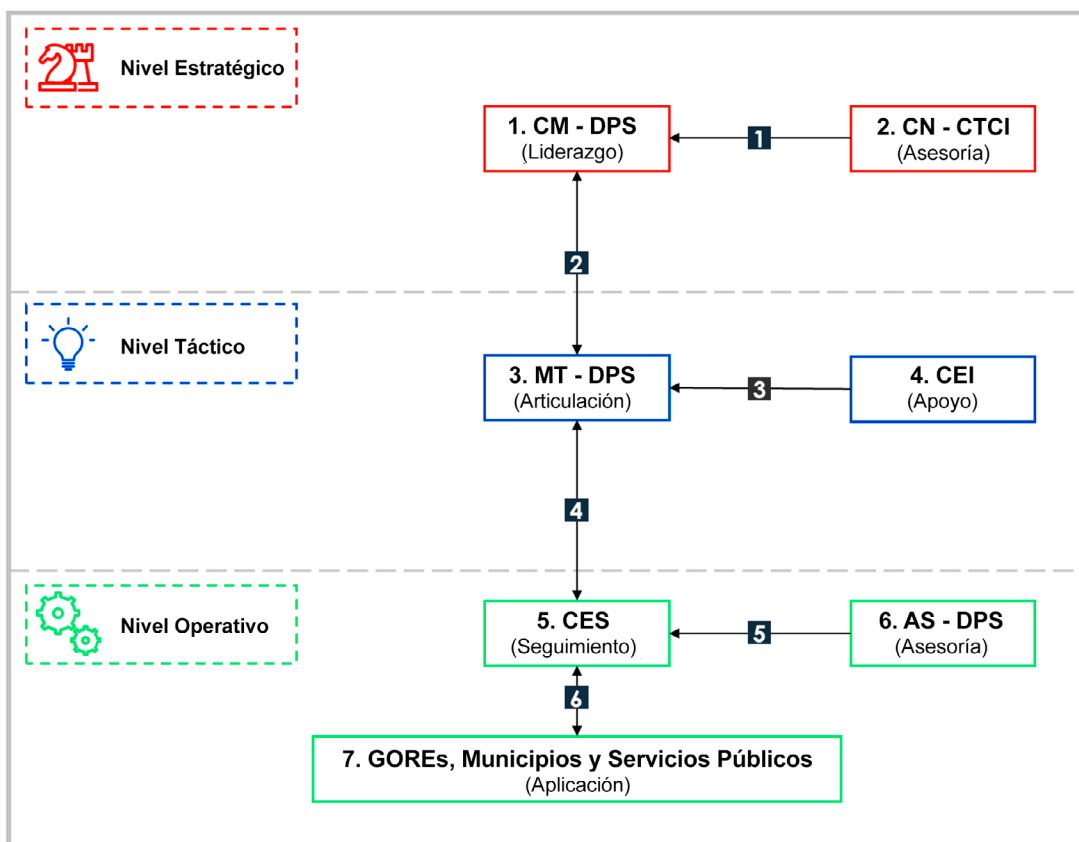 Nivel Estratégico
1. CM - DPS
(Liderazgo)
1
2. CN - CTCI
(Asesoría)
2
Nivel Táctico
3. MT - DPS
(Articulación)
3
4. CEI
(Apoyo)
4
Nivel Operativo
5. CES
(Seguimiento)
5
6. AS - DPS
(Asesoría)
6
7. GOREs, Municipios y Servicios Públicos
(Aplicación)